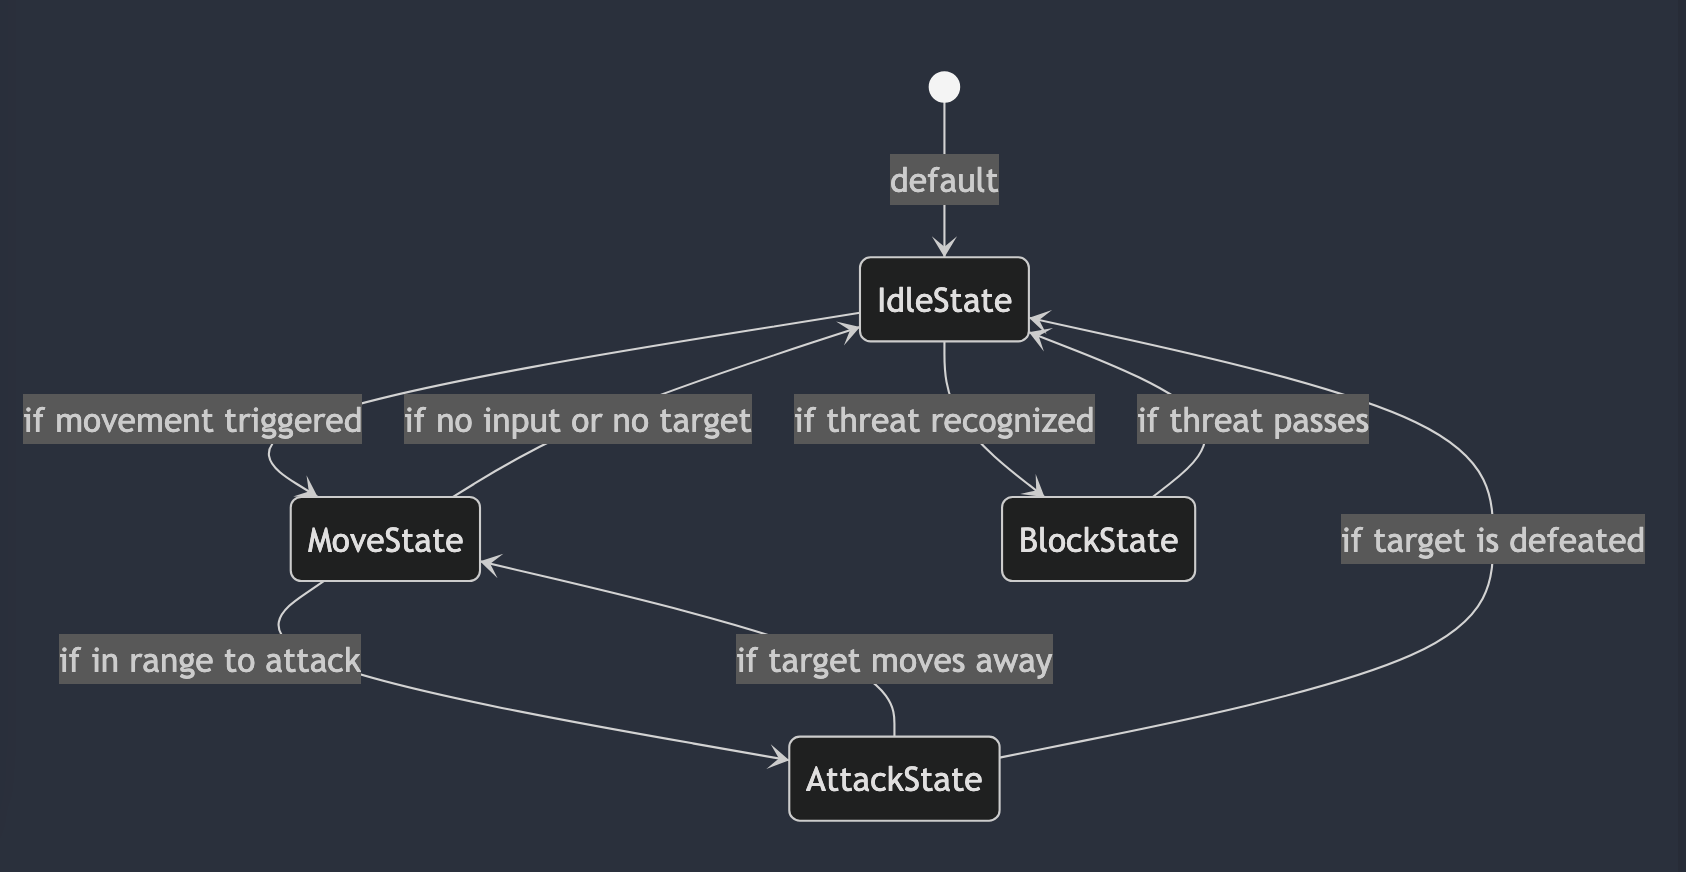 default
IdleState
if movement triggered
if no input or no target
if threat recognized
if threat passes
MoveState
BlockState
if target is defeated
if in range to attack
if target moves away
AttackState